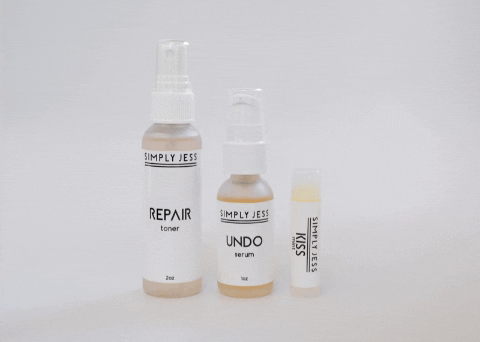 SIMPLY JESS
REPAIR
toner
2oz
SIMPLY JESS
UNDO
serum
1oz
SIMPLY JESS
KISS